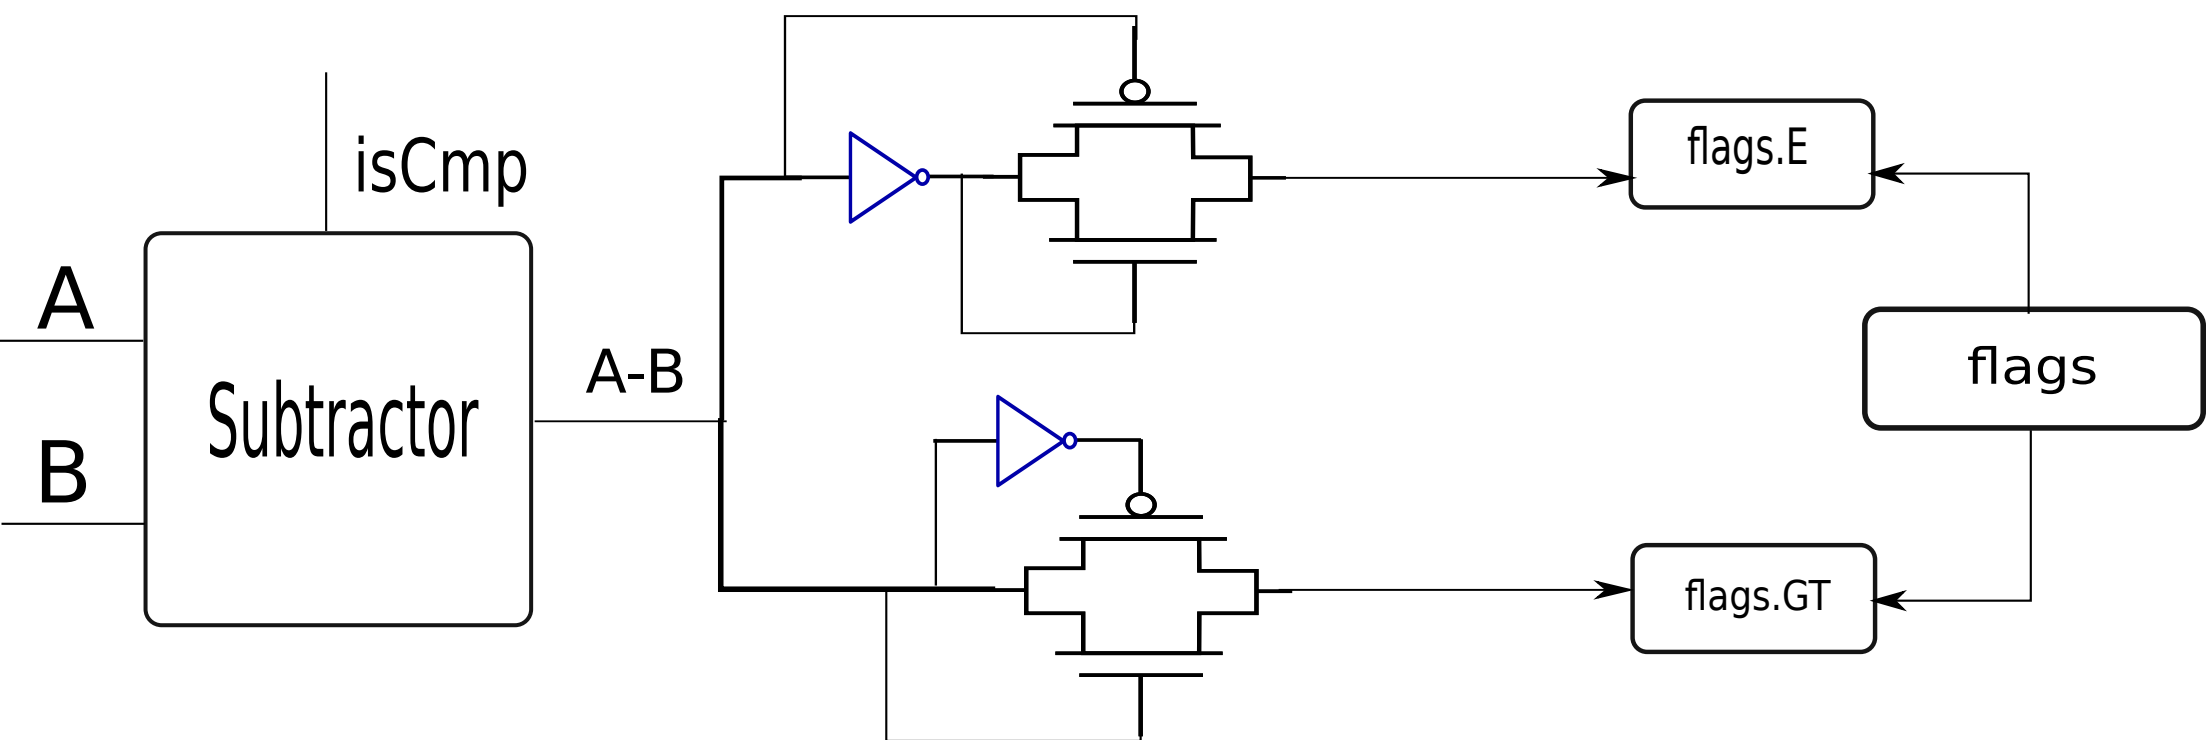 isCmp
A
B
Subtractor
A-B
flags.E
flags
flags.GT